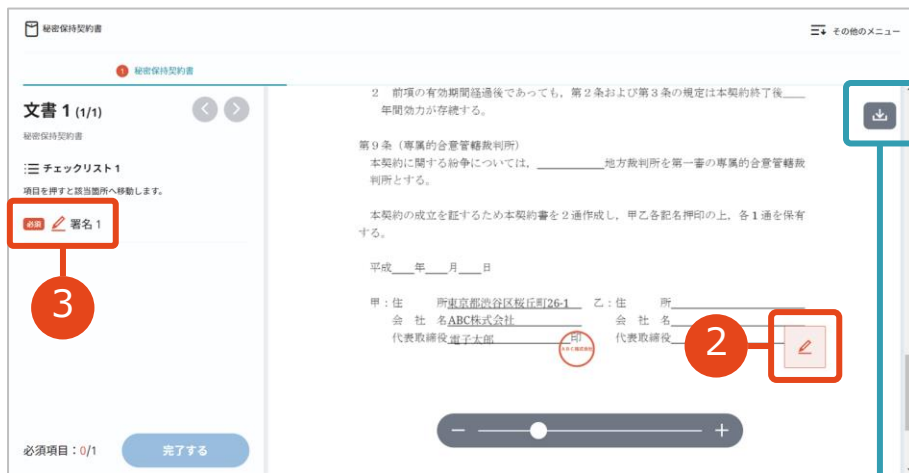 秘密保持契約書
その他のメニュー
1 秘密保持契約書
文書 1 (1/1)
秘密保持契約書
チェックリスト 1
項目を押すと該当箇所へ移動します。
必須 署名 1
3
必須項目：0/1
完了する
2 前項の有効期間経過後であっても，第2条および第3条の規定は本契約終了後____
年間効力が存続する。
第9条（専属的合意管轄裁判所）
本契約に関する紛争については，__________地方裁判所を第一審の専属的合意管轄裁
判所とする。
本契約の成立を証するため本契約書を2通作成し，甲乙各記名押印の上，各1通を保有
する。
平成____年____月____日
甲：住 所東京都渋谷区桜丘町26-1 乙：住 所
会 社 名ABC株式会社 会 社 名
代表取締役電子太郎 印 代表取締役
2
− +